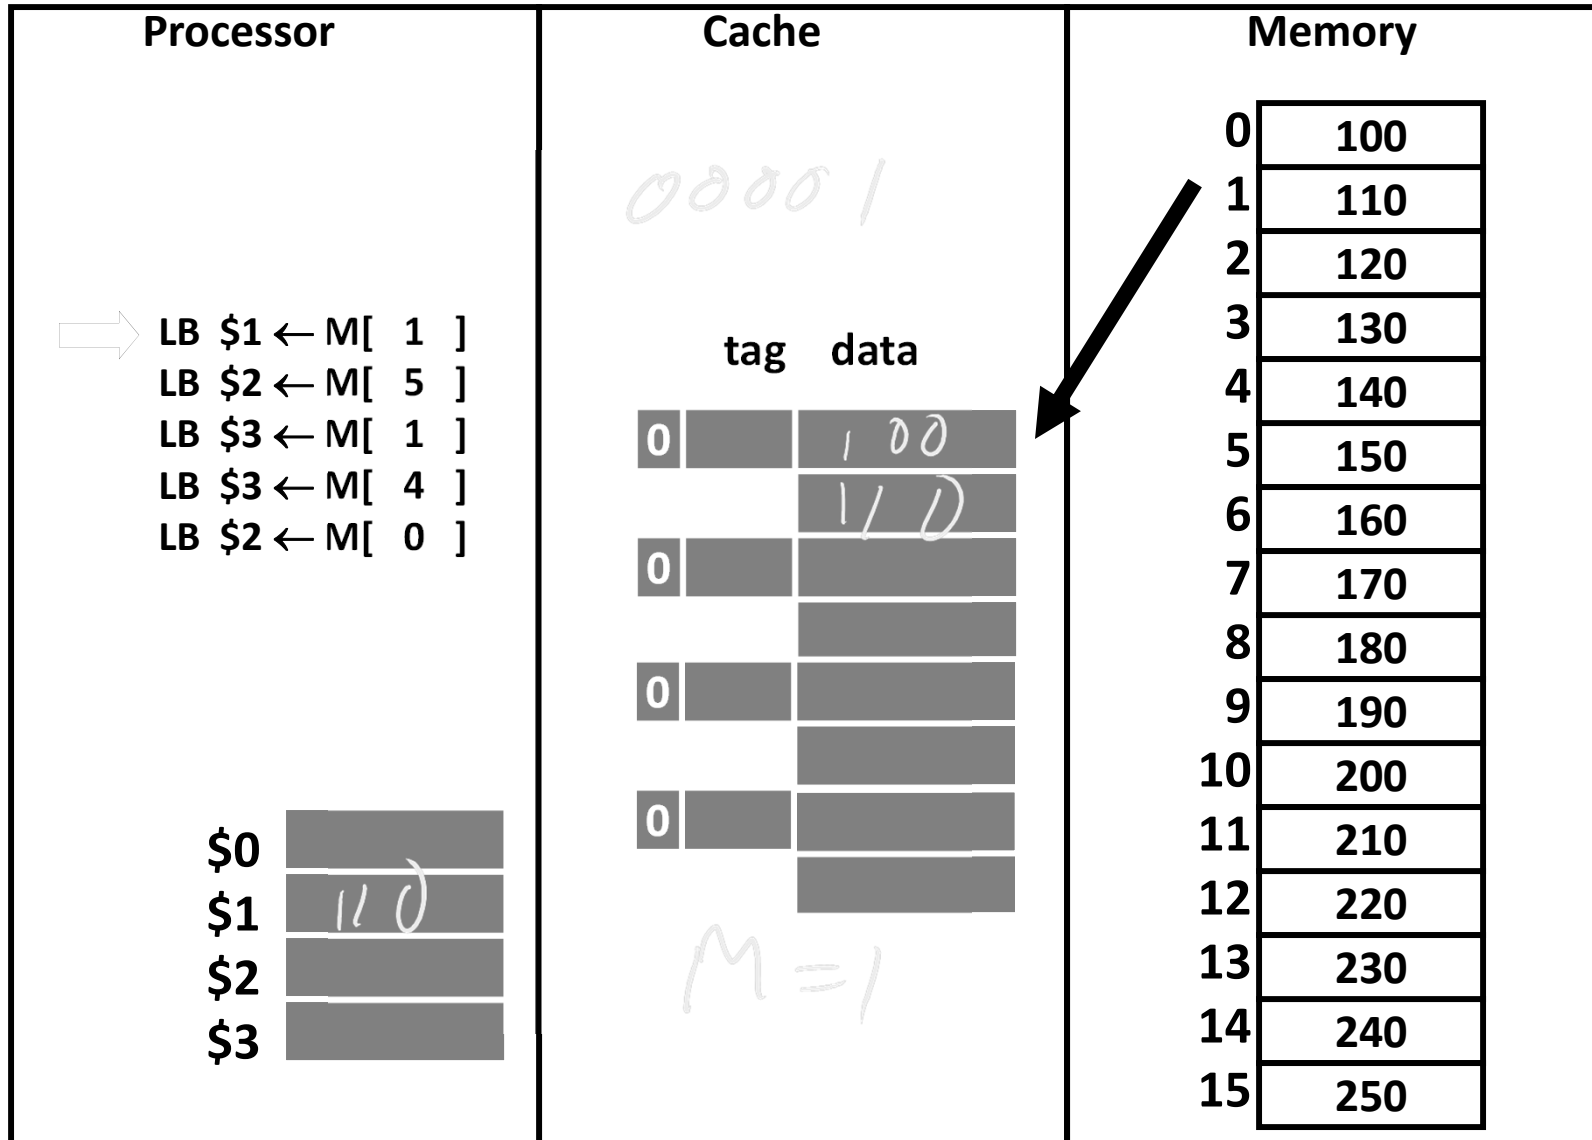 Processor
Cache
Memory
00001
LB $1 ← M[ 1 ]
LB $2 ← M[ 5 ]
LB $3 ← M[ 1 ]
LB $3 ← M[ 4 ]
LB $2 ← M[ 0 ]
$0
$1 110
$2
$3
tag data
0 100
110
0
0
0
M=1
0 100
1 110
2 120
3 130
4 140
5 150
6 160
7 170
8 180
9 190
10 200
11 210
12 220
13 230
14 240
15 250